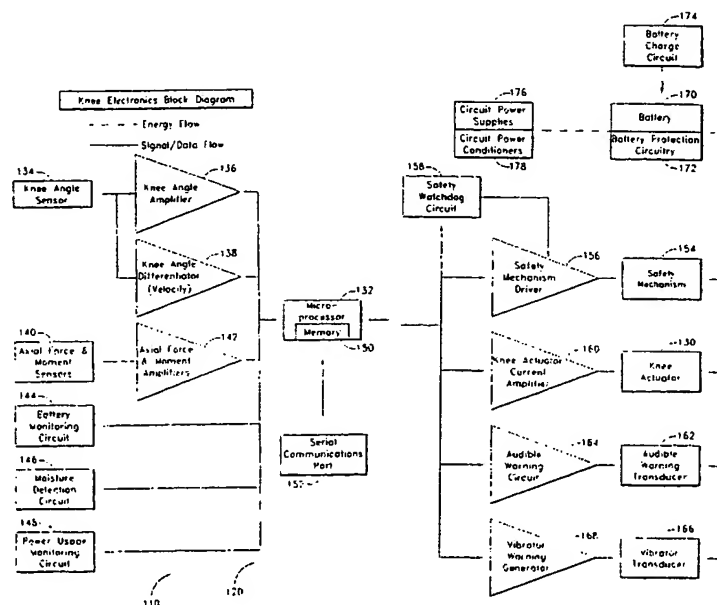 174
Battery
Charge
Circuit
Knee Electronics Block Diagram
Energy Flow
Signal/Data Flow
176
Circuit Power
Supplies
Circuit Power
Conditioners
178
170
Battery
Battery Protection
Circuitry
172
134
Knee Angle
Sensor
136
Knee Angle
Amplifier
158
Safety
Watchdog
Circuit
138
Knee Angle
Differentiator
(Velocity)
156
Safety
Mechanism
Driver
154
Safety
Mechanism
132
Micro-
processor
Memory
150
140
Axial Force &
Moment
Sensors
142
Axial Force
& Moment
Amplifiers
160
Knee Actuator
Current
Amplifier
130
Knee
Actuator
144
Battery
Monitoring
Circuit
Serial
Communications
Port
164
Audible
Warning
Circuit
162
Audible
Warning
Transducer
146
Moisture
Detection
Circuit
Power Usage
Monitoring
Circuit
168
Vibrator
Warning
Generator
166
Vibrator
Transducer
110
120